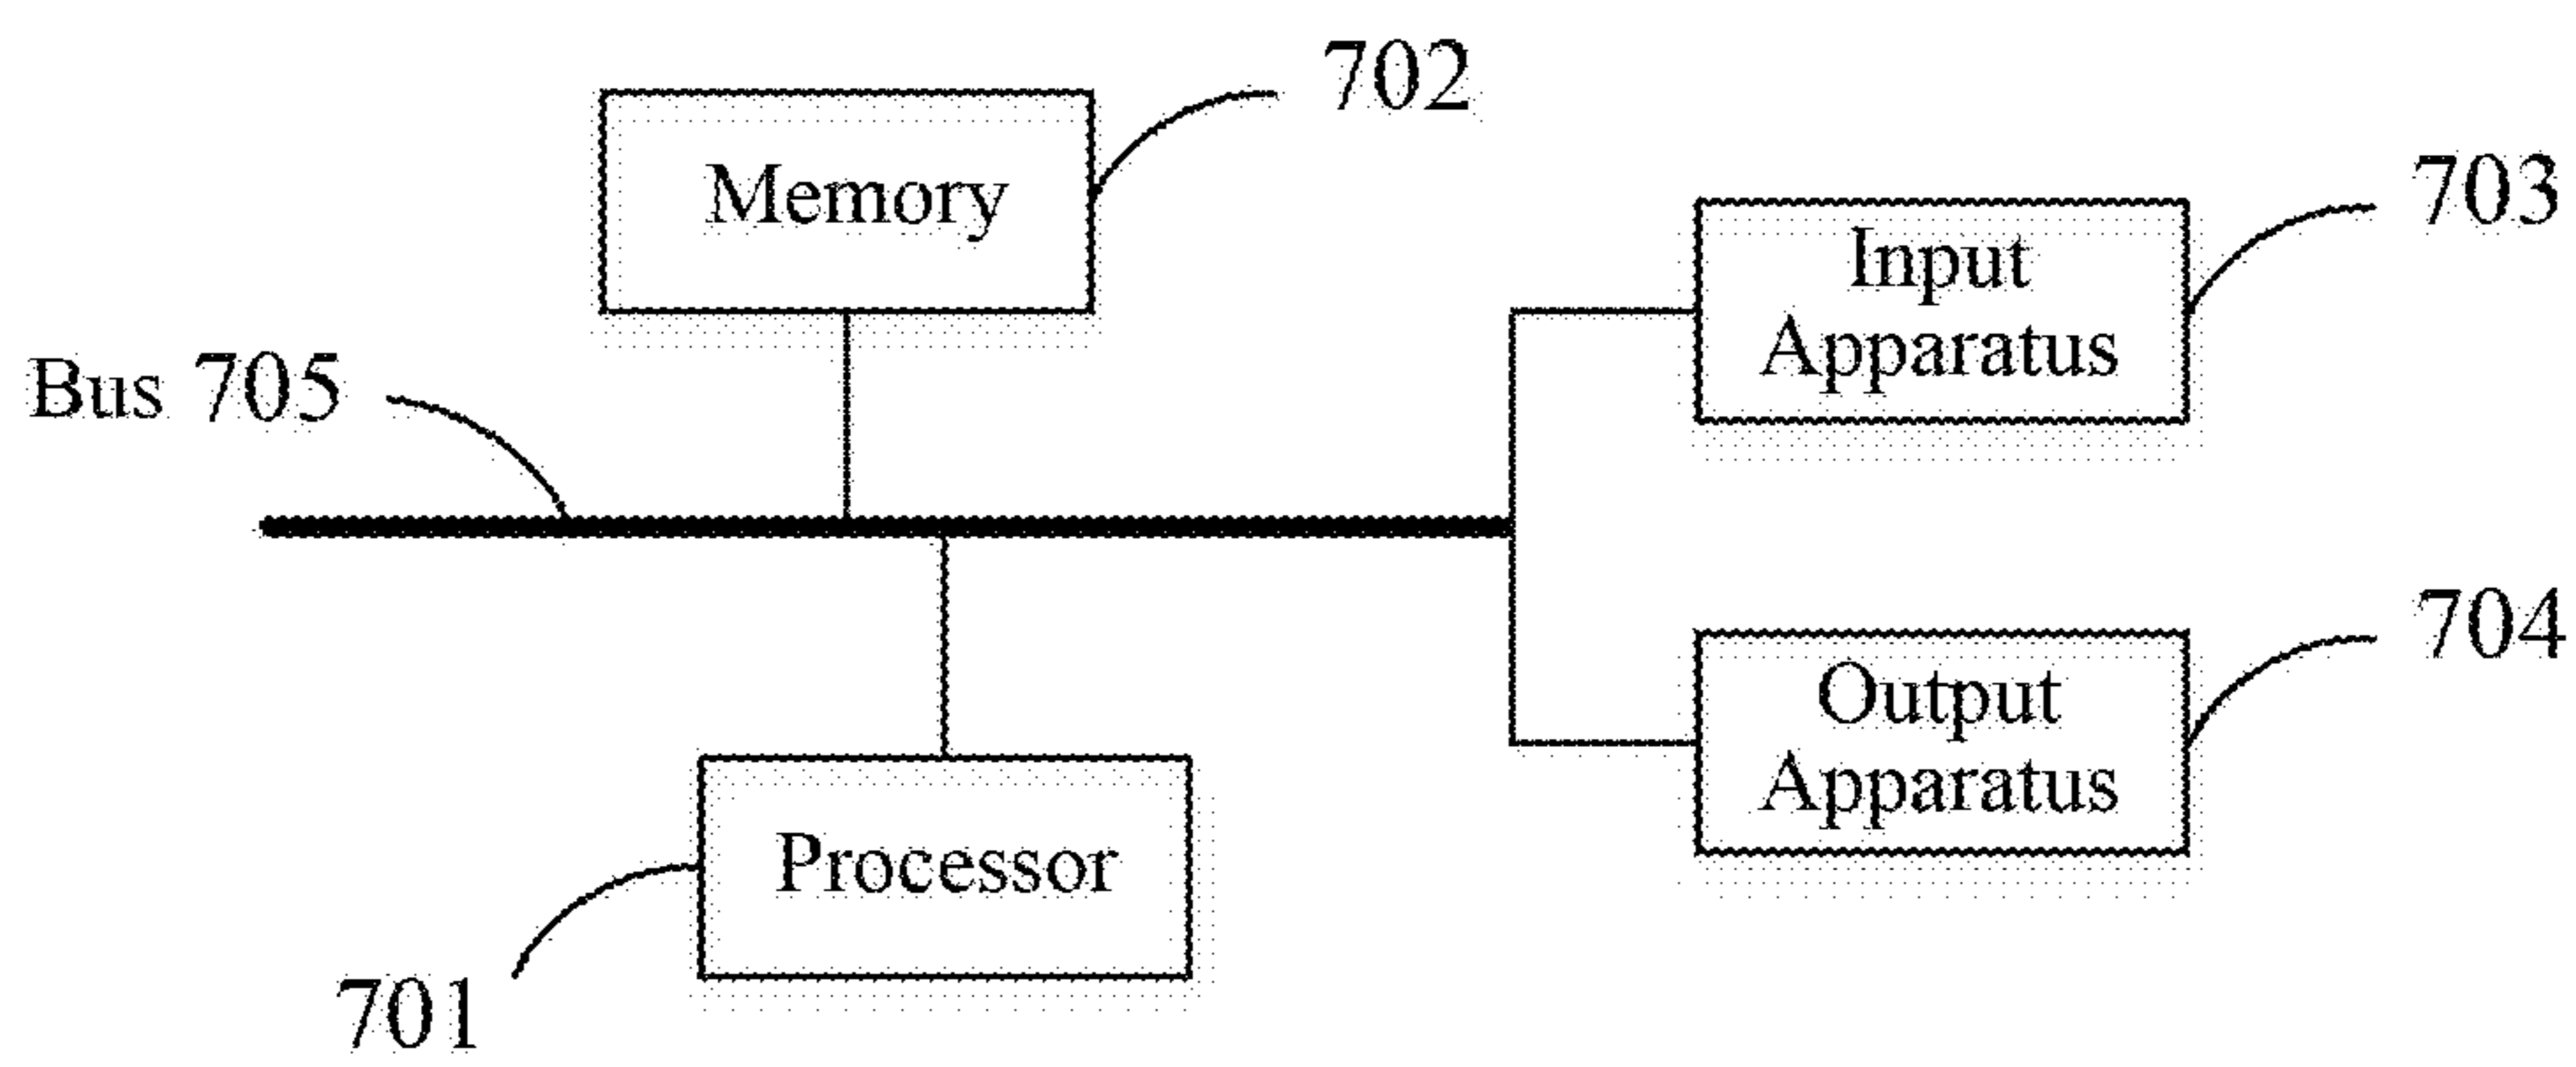 702
Memory
703
Input
Apparatus
Bus 705
704
Output
Apparatus
Processor
701